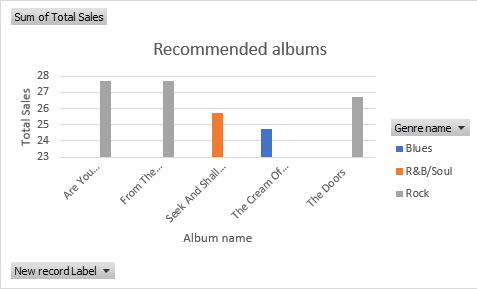 Sum of Total Sales
Recommended albums
Total Sales
28
27
26
25
24
23
Are You...
From The...
Seek And Shall...
The Cream Of...
The Doors
Album name
Genre name
Blues
R&B/Soul
Rock
New record Label